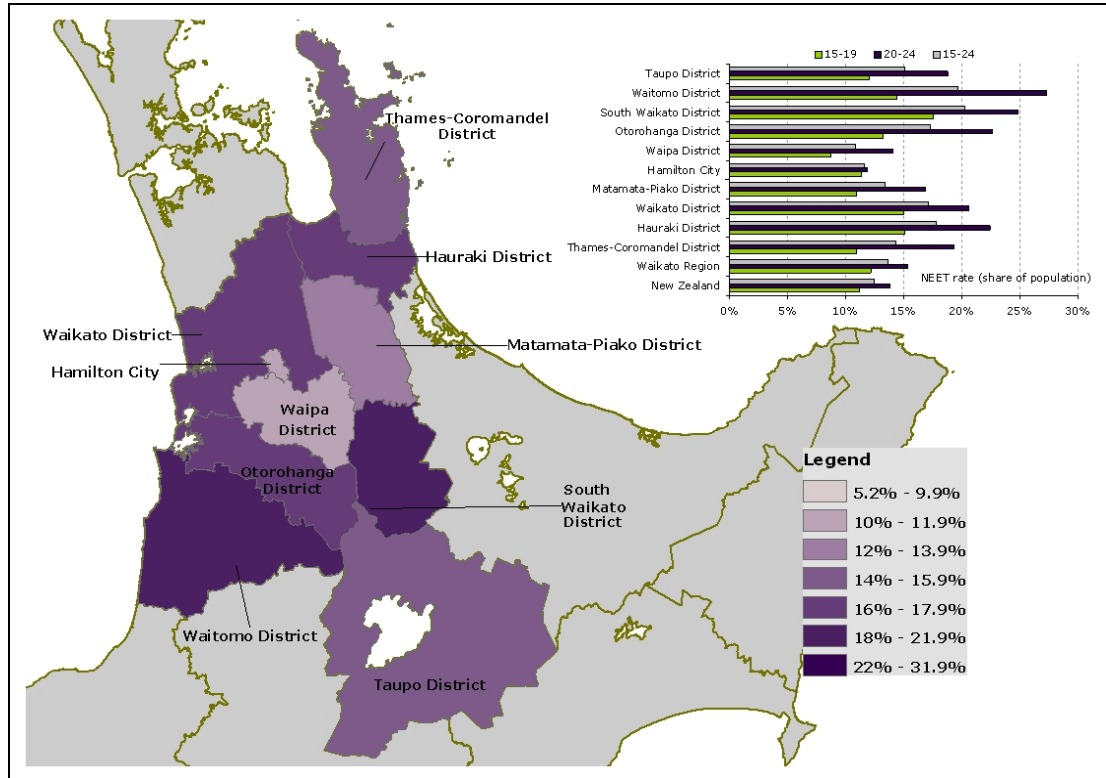 15-19 20-24 15-24
Taupo District
Waitomo District
South Waikato District
Otorohanga District
Waipa District
Hamilton City
Matamata-Piako District
Waikato District
Hauraki District
Thames-Coromandel District
Waikato Region
New Zealand
NEET rate (share of population)
0% 5% 10% 15% 20% 25% 30%
Thames-Coromandel
District
Hauraki District
Waikato District
Matamata-Piako District
Hamilton City
Waipa
District
Otorohanga
District
South
Waikato
District
Waitomo District
Taupo District
Legend
5.2% - 9.9%
10% - 11.9%
12% - 13.9%
14% - 15.9%
16% - 17.9%
18% - 21.9%
22% - 31.9%